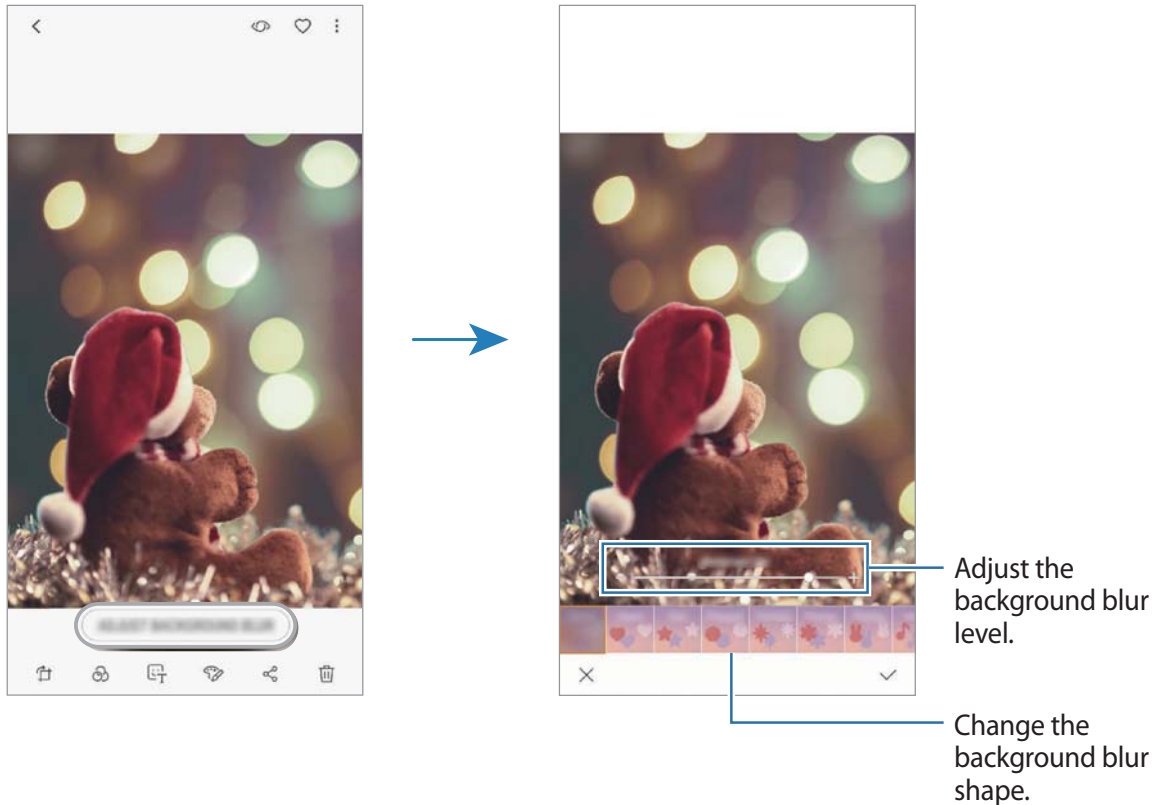 Adjust the
background blur
level.
Change the
background blur
shape.